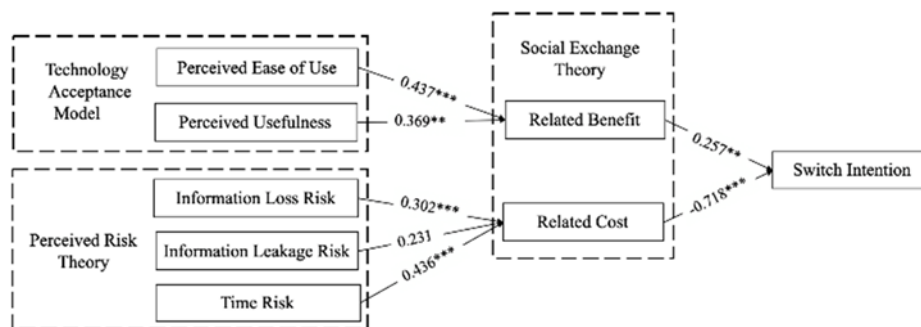 Technology
Acceptance
Model
Perceived Ease of Use
Perceived Usefulness
0.437***
0.369**
Perceived Risk
Theory
Information Loss Risk
Information Leakage Risk
Time Risk
0.302***
0.231
0.436***
Social Exchange
Theory
Related Benefit
Related Cost
0.257**
-0.718***
Switch Intention